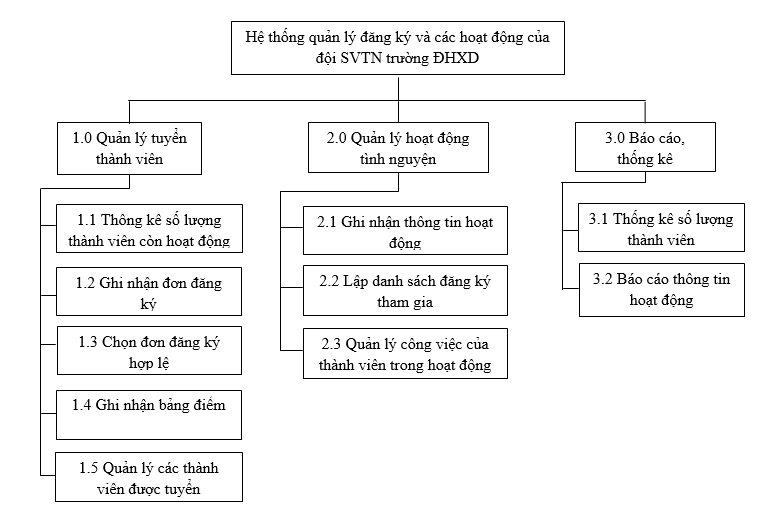 Hệ thống quản lý đăng ký và các hoạt động của
đội SVTN trường ĐHXD
1.0 Quản lý tuyển
thành viên
2.0 Quản lý hoạt động
tình nguyện
3.0 Báo cáo,
thống kê
1.1 Thông kê số lượng
thành viên còn hoạt động
1.2 Ghi nhận đơn đăng
ký
1.3 Chọn đơn đăng ký
hợp lệ
1.4 Ghi nhận bảng điểm
1.5 Quản lý các thành
viên được tuyển
2.1 Ghi nhận thông tin hoạt
động
2.2 Lập danh sách đăng ký
tham gia
2.3 Quản lý công việc của
thành viên trong hoạt động
3.1 Thống kê số lượng
thành viên
3.2 Báo cáo thông tin
hoạt động